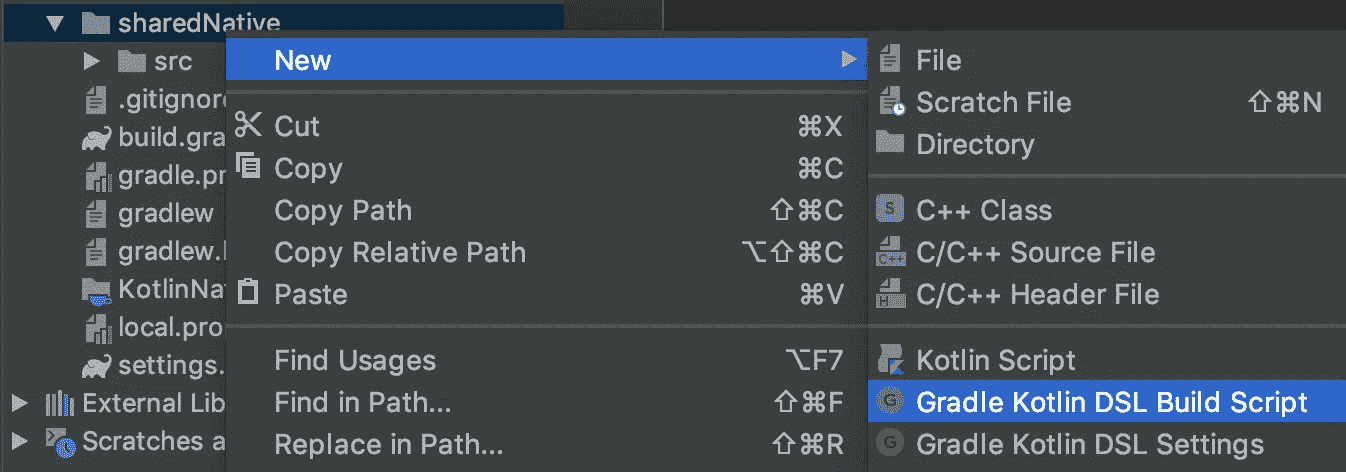 sharedNative
src
.gitignor
build.gra
gradle.pr
gradlew
gradlew.
KotlinNa
local.pro
settings.
External Lib
Scratches a
New
Cut ⌘X
Copy ⌘C
Copy Path ⇧⌘C
Copy Relative Path ⌥⇧⌘C
Paste ⌘V
Find Usages ⌥F7
Find in Path... ⇧⌘F
Replace in Path... ⇧⌘R
File
Scratch File ⇧⌘N
Directory
C++ Class
C/C++ Source File
C/C++ Header File
Kotlin Script
Gradle Kotlin DSL Build Script
Gradle Kotlin DSL Settings